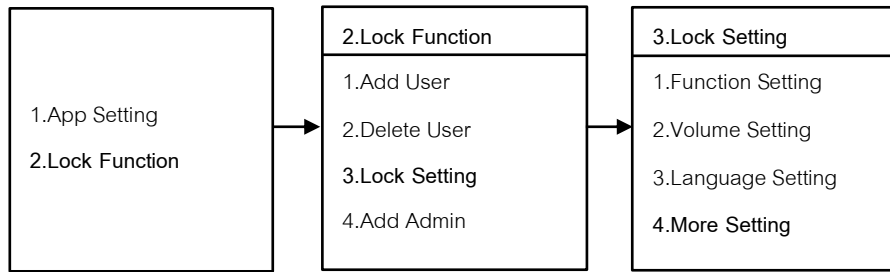 1.App Setting
2.Lock Function
2.Lock Function
1.Add User
2.Delete User
3.Lock Setting
4.Add Admin
3.Lock Setting
1.Function Setting
2.Volume Setting
3.Language Setting
4.More Setting